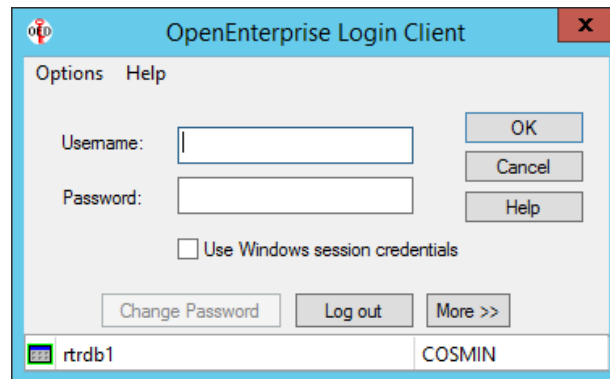 OpenEnterprise Login Client
x
Options Help
Username:
OK
Cancel
Password:
Help
Use Windows session credentials
Change Password Log out More >>
rtrdb1 COSMIN